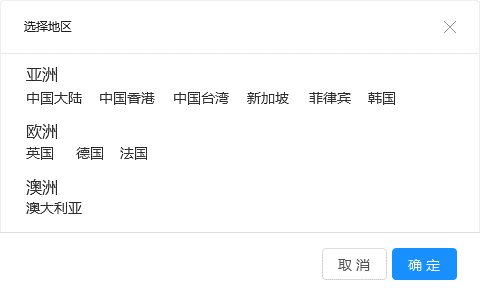 选择地区
亚洲
中国大陆 中国香港 中国台湾 新加坡 菲律宾 韩国
欧洲
英国 德国 法国
澳洲
澳大利亚
取 消 确 定